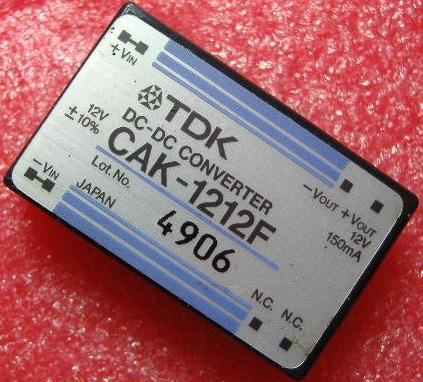 +VIN
TDK
DC-DC CONVERTER
CAK-1212F
12V
±10%
-VOUT +VOUT
12V
150mA
-VIN
Lot.No.
4906
JAPAN
N.C. N.C.